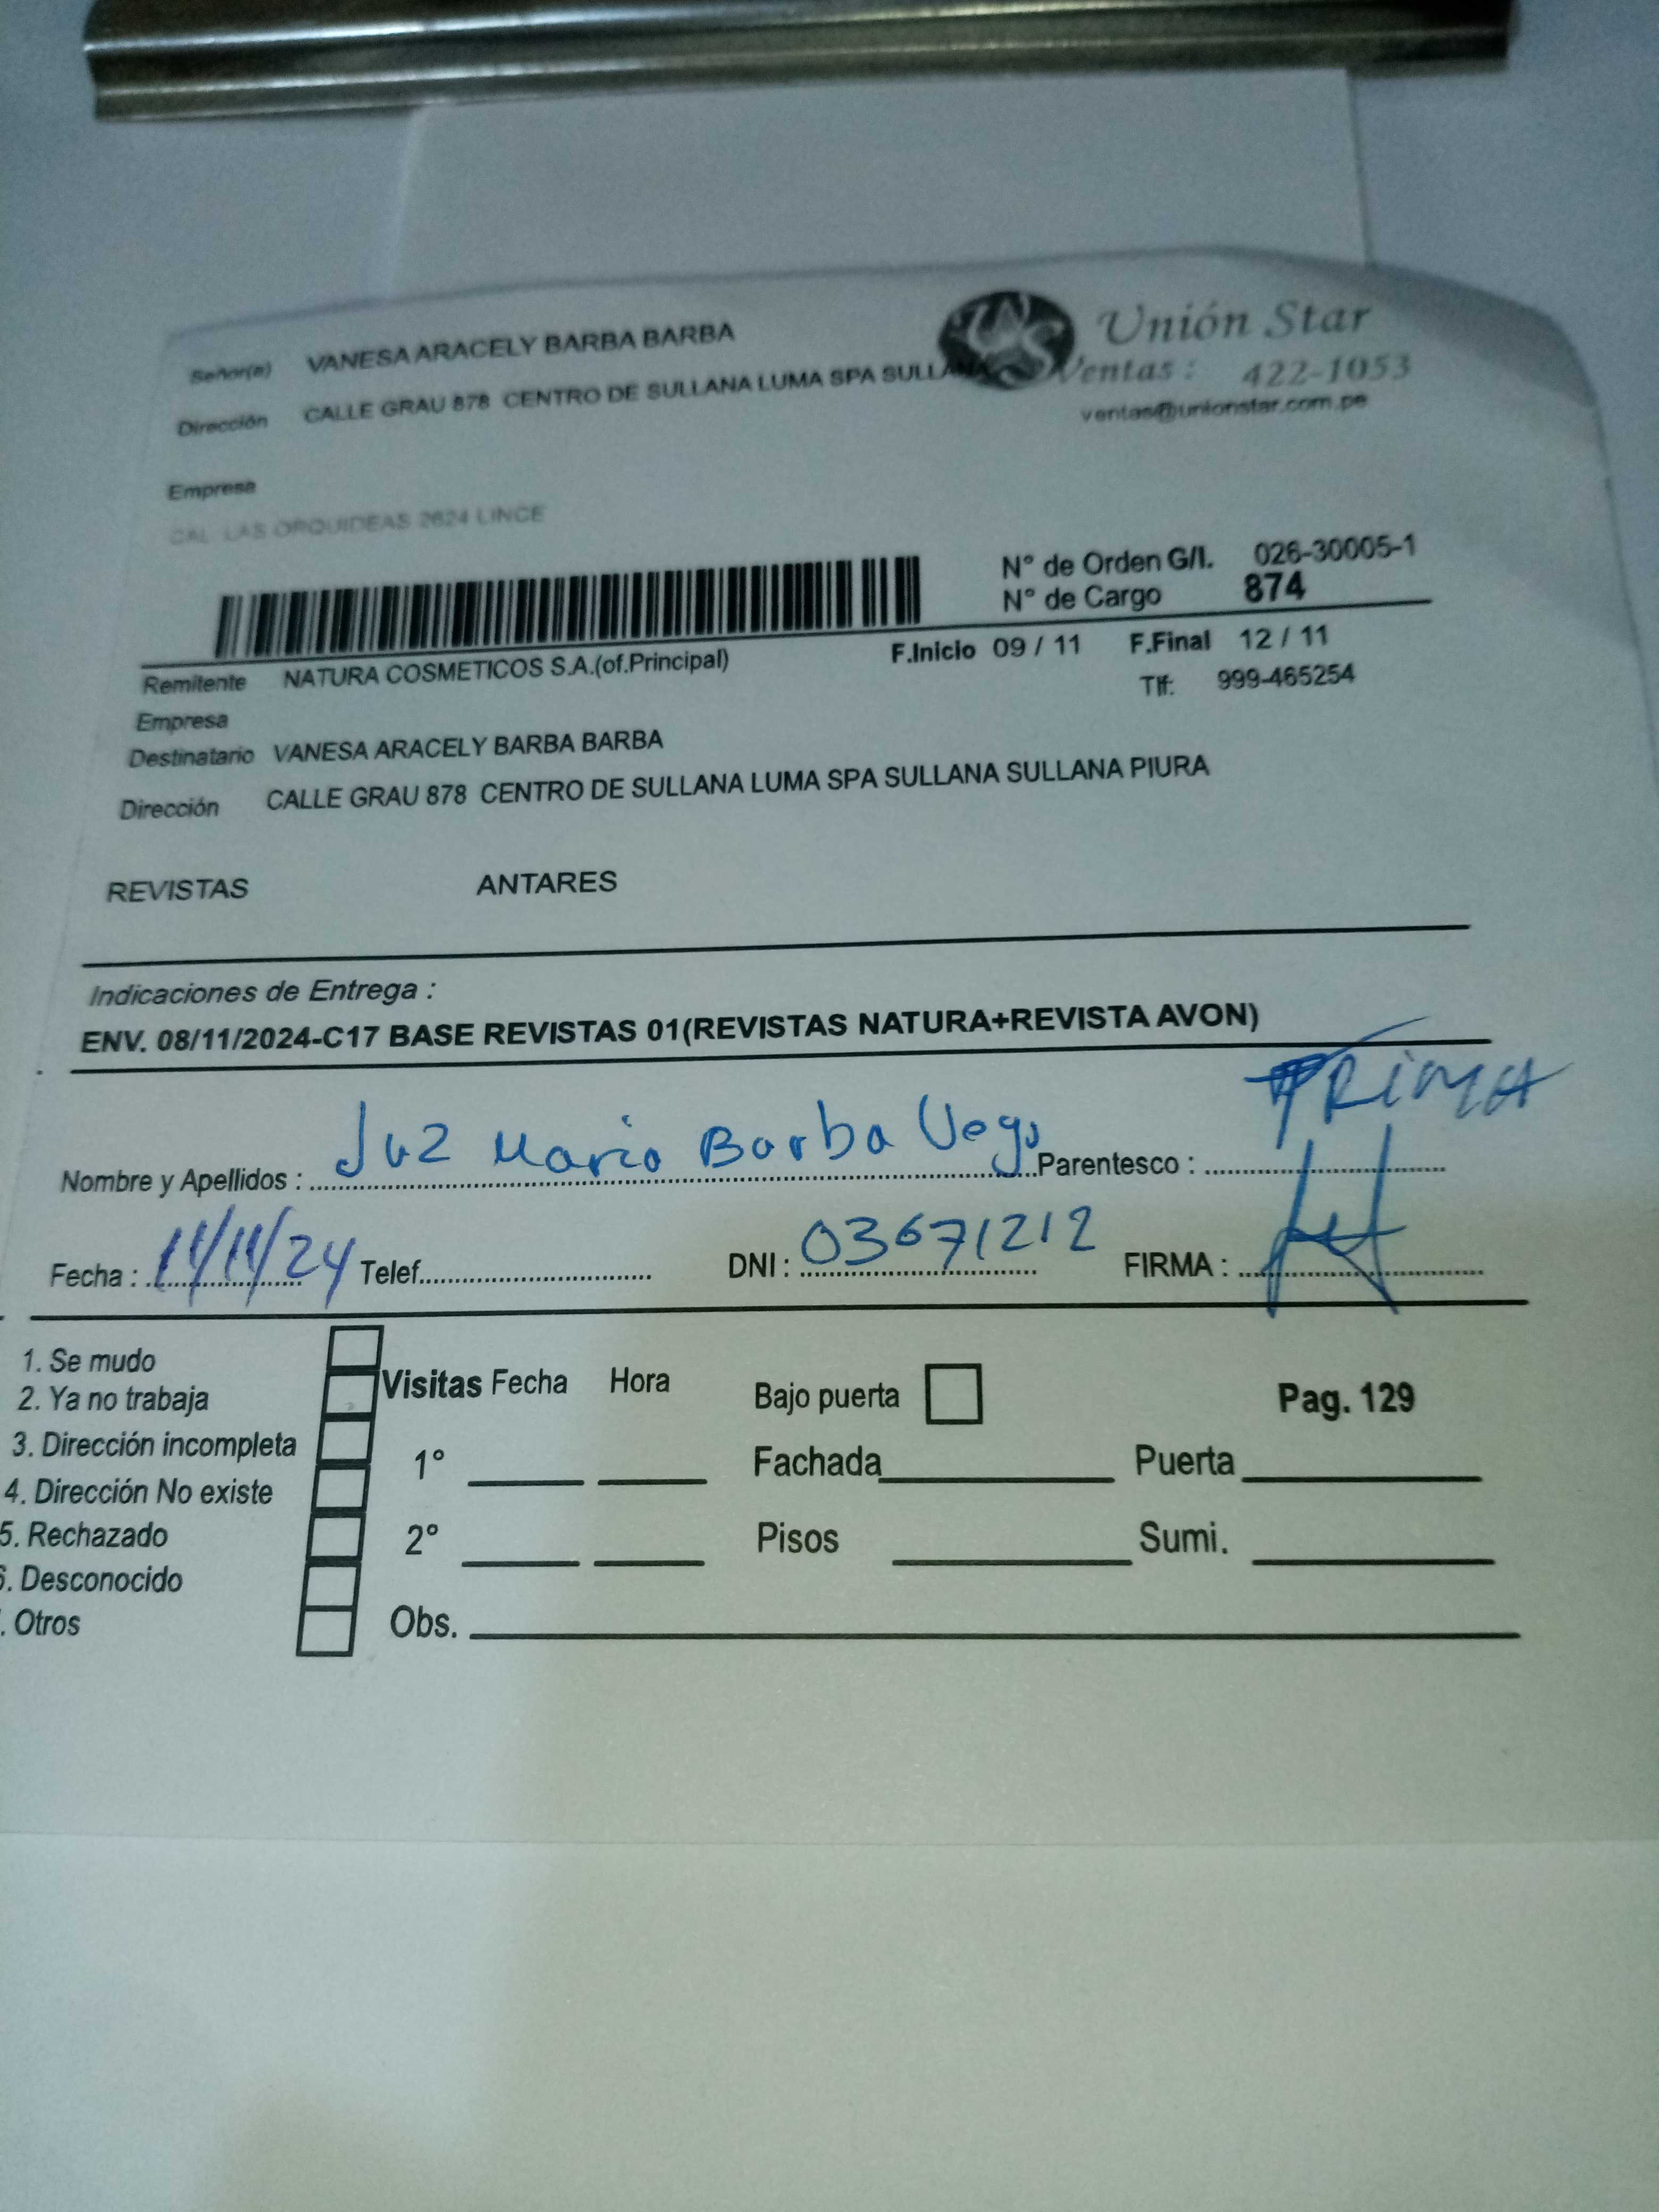 Señor(a) VANESA ARACELY BARBA BARBA
Unión Star
Dirección CALLE GRAU 878 CENTRO DE SULLANA LUMA SPA SULLANA
Ventas : 422-1053
ventas@unionstar.com.pe
Empresa
CAL. LAS ORQUIDEAS 2624 LINCE
N° de Orden G/I. 026-30005-1
N° de Cargo 874
F.Inicio 09 / 11 F.Final 12 / 11
Remitente NATURA COSMETICOS S.A.(of.Principal)
Tlf: 999-465254
Empresa
Destinatario VANESA ARACELY BARBA BARBA
Dirección CALLE GRAU 878 CENTRO DE SULLANA LUMA SPA SULLANA SULLANA PIURA
REVISTAS ANTARES
Indicaciones de Entrega :
ENV. 08/11/2024-C17 BASE REVISTAS 01(REVISTAS NATURA+REVISTA AVON)
Nombre y Apellidos : Luz Maria Barba Vega Parentesco : PRIMA
Fecha : 11/11/24 Telef. DNI : 03671212 FIRMA :
1. Se mudo
2. Ya no trabaja
3. Dirección incompleta
4. Dirección No existe
5. Rechazado
6. Desconocido
. Otros
Visitas Fecha Hora
1°
2°
Obs.
Bajo puerta
Pag. 129
Fachada Puerta
Pisos Sumi.